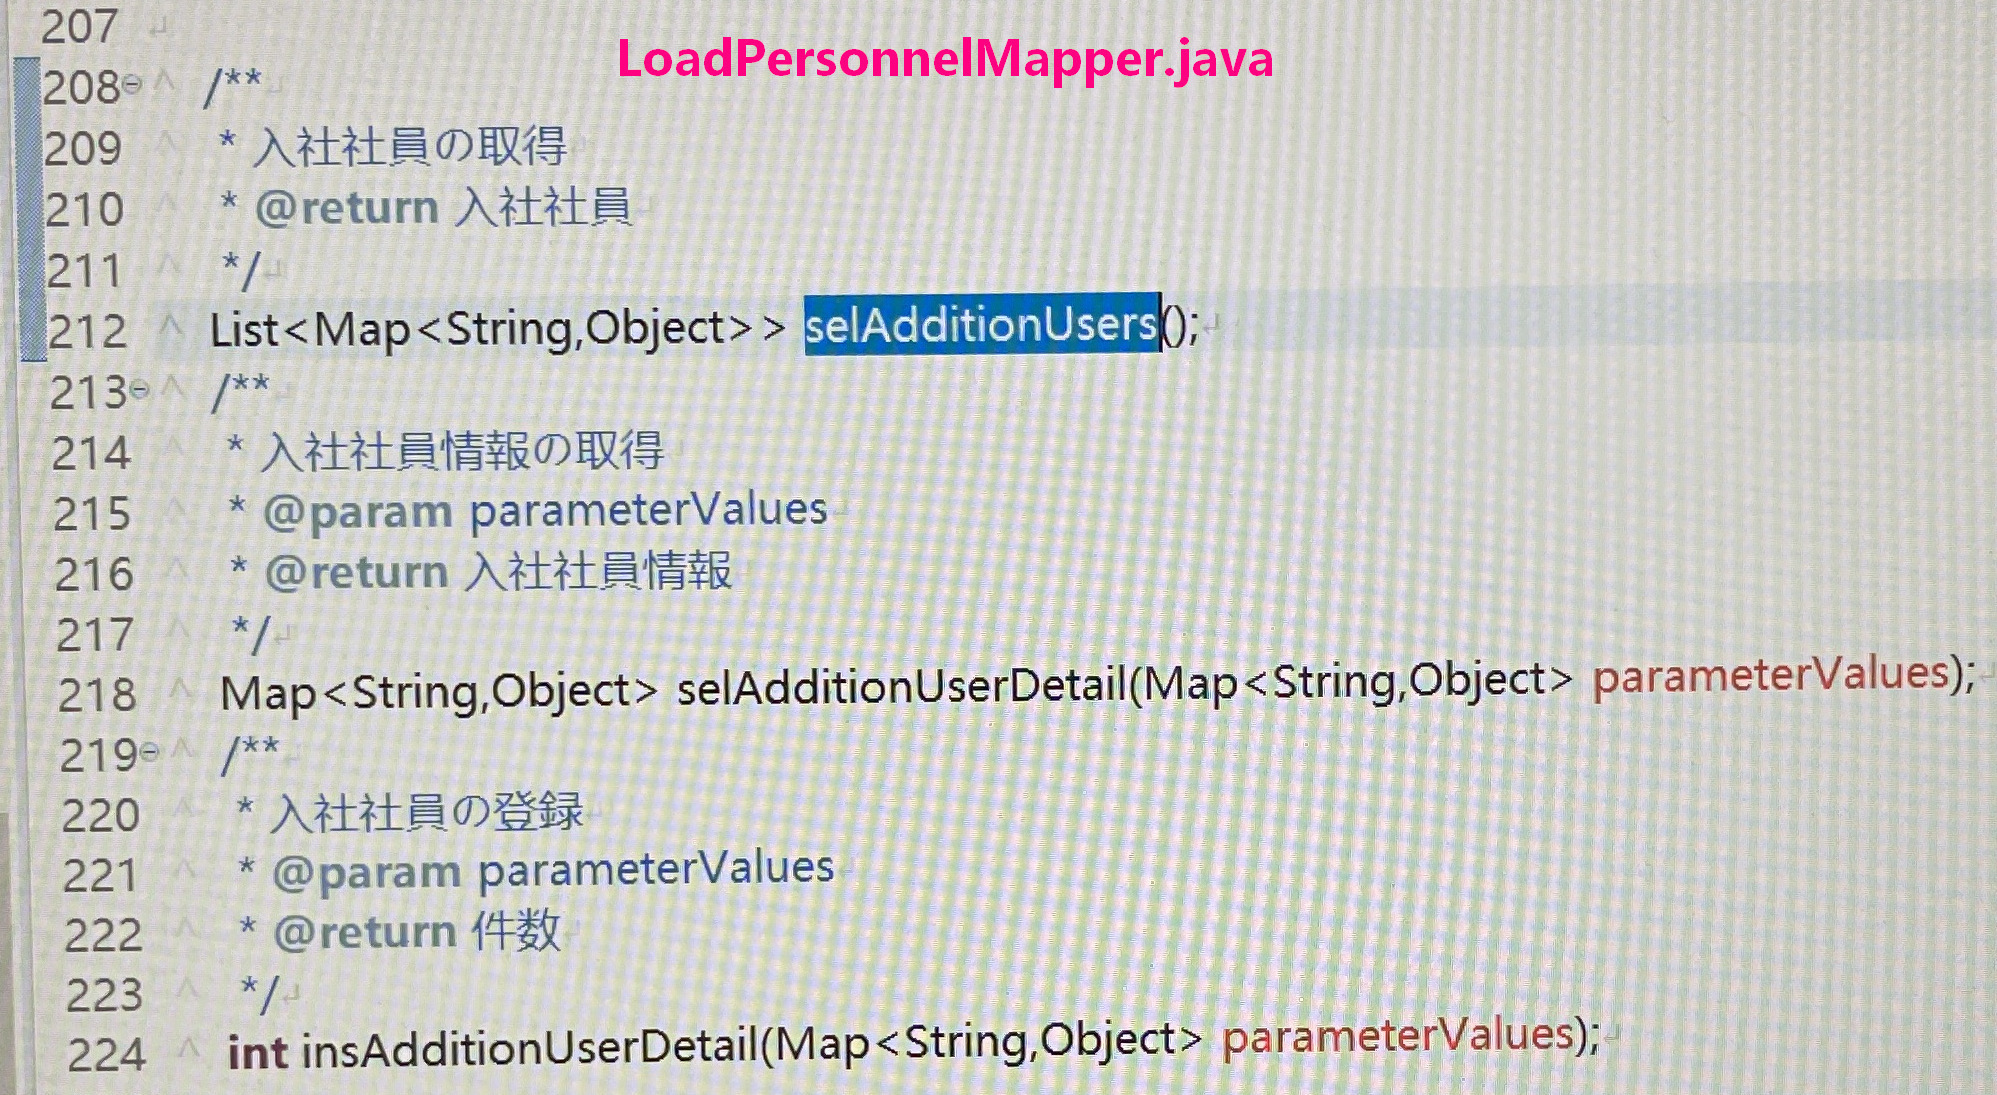 207
LoadPersonnelMapper.java
208 /**
209 * 入社社員の取得
210 * @return 入社社員
211 */
212 List<Map<String,Object>> selAdditionUsers();
213 /**
214 * 入社社員情報の取得
215 * @param parameterValues
216 * @return 入社社員情報
217 */
218 Map<String,Object> selAdditionUserDetail(Map<String,Object> parameterValues);
219 /**
220 * 入社社員の登録
221 * @param parameterValues
222 * @return 件数
223 */
224 int insAdditionUserDetail(Map<String,Object> parameterValues);